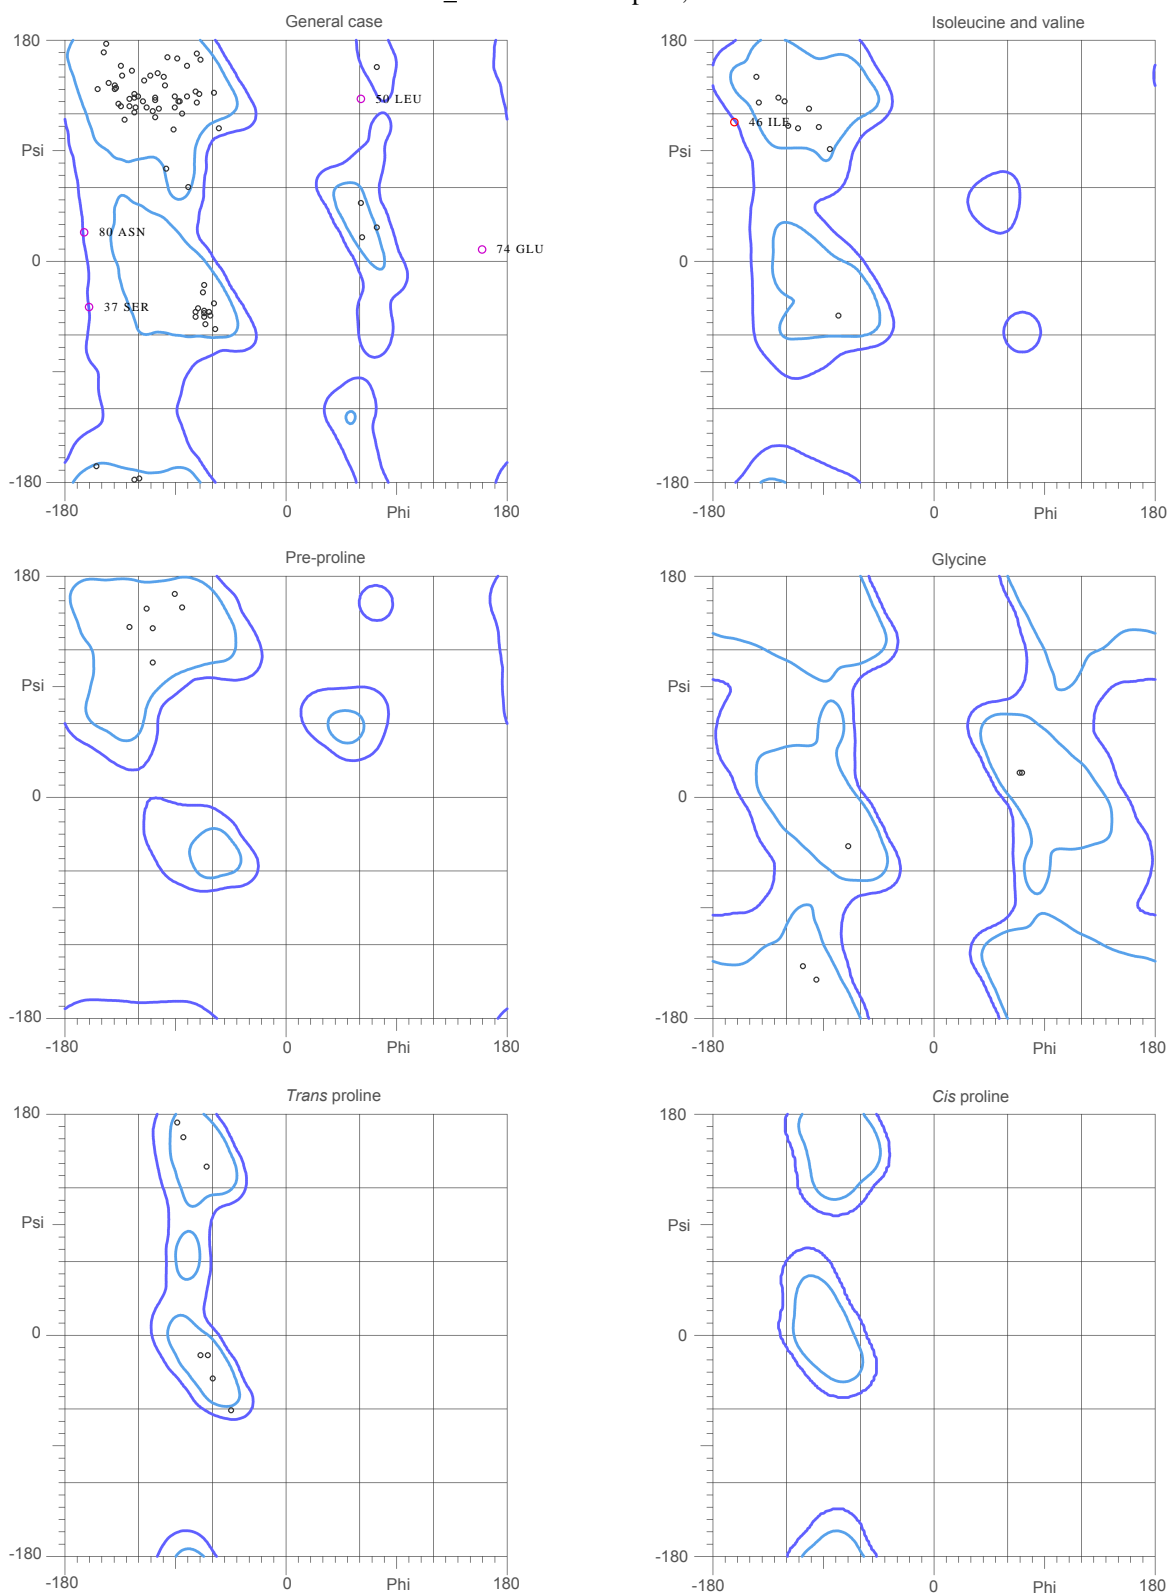 General case
180
50 LEU
Psi
80 ASN
74 GLU
0
37 SER
-180
-180
0
Phi
180
Isoleucine and valine
180
46 ILE
Psi
0
-180
-180
0
Phi
180
Pre-proline
180
Psi
0
-180
-180
0
Phi
180
Glycine
180
Psi
0
-180
-180
0
Phi
180
Trans proline
180
Psi
0
-180
-180
0
Phi
180
Cis proline
180
Psi
0
-180
-180
0
Phi
180